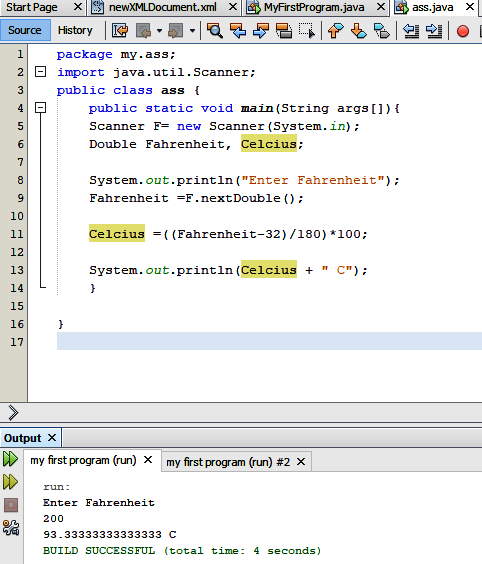 Start Page newXMLDocument.xml MyFirstProgram.java ass.java
Source History
1 package my.ass;
2 import java.util.Scanner;
3 public class ass {
4 public static void main(String args[]){
5 Scanner F= new Scanner(System.in);
6 Double Fahrenheit, Celcius;
7
8 System.out.println("Enter Fahrenheit");
9 Fahrenheit =F.nextDouble();
10
11 Celcius =((Fahrenheit-32)/180)*100;
12
13 System.out.println(Celcius + " C");
14 }
15
16 }
17
Output
my first program (run) my first program (run) #2
run:
Enter Fahrenheit
200
93.33333333333333 C
BUILD SUCCESSFUL (total time: 4 seconds)